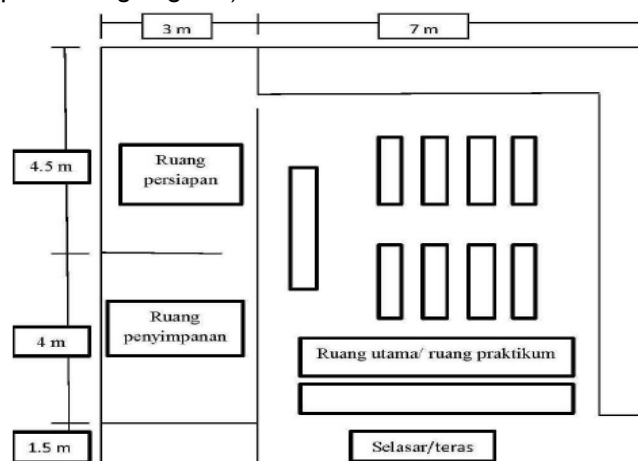 3 m
7 m
4.5 m
Ruang
persiapan
4 m
Ruang
penyimpanan
Ruang utama/ ruang praktikum
1.5 m
Selasar/teras